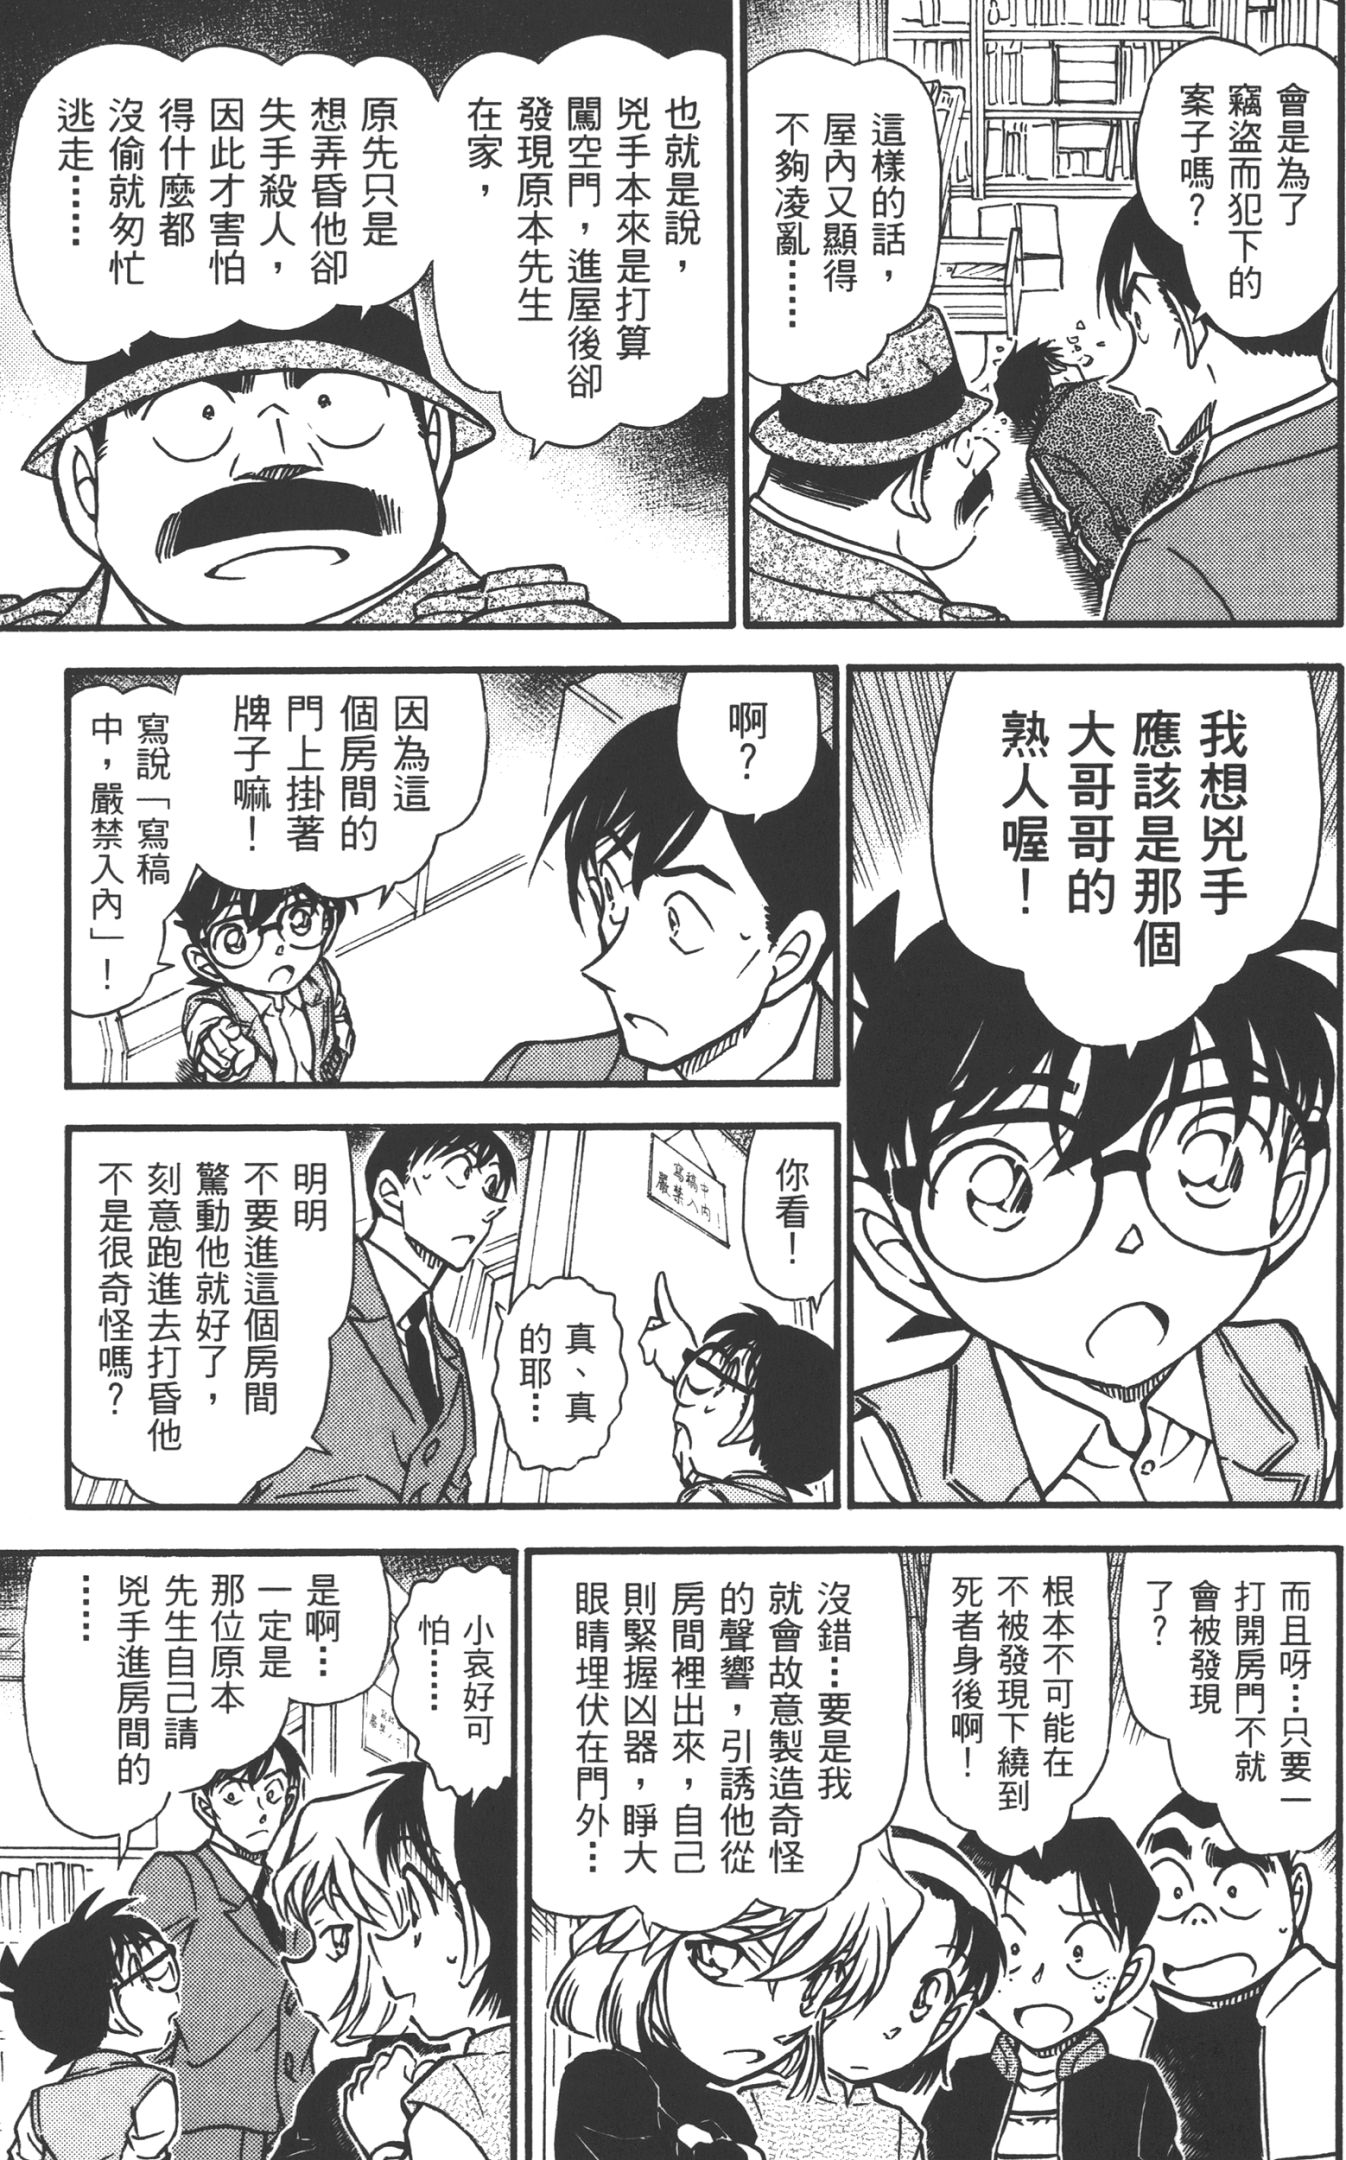 會是為了
竊盜而犯下的
案子嗎？
這樣的話，
屋內又顯得
不夠凌亂……
也就是說，
兇手本來是打算
闖空門，進屋後卻
發現原本先生
在家，
原先只是
想弄昏他卻
失手殺人，
因此才害怕
得什麼都
沒偷就匆忙
逃走……
我想兇手
應該是那個
大哥哥的
熟人喔！
啊？
因為這
個房間的
門上掛著
牌子嘛！
寫說「寫稿
中，嚴禁入內」！
你看！
寫稿中
嚴禁入內！
真、真
的耶…
明明
不要進這個房間
驚動他就好了，
刻意跑進去打昏他
不是很奇怪嗎？
而且呀…只要一
打開房門不就
會被發現
了？
根本不可能在
不被發現下繞到
死者身後啊！
沒錯…要是我
就會故意製造奇怪
的聲響，引誘他從
房間裡出來，自己
則緊握凶器，睜大
眼睛埋伏在門外…
小哀好可
怕……
是啊…
一定是
那位原本
先生自己請
兇手進房間的
……